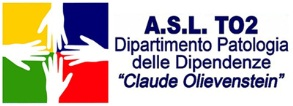 A.S.L. TO2
Dipartimento Patologia
delle Dipendenze
“Claude Olievenstein”